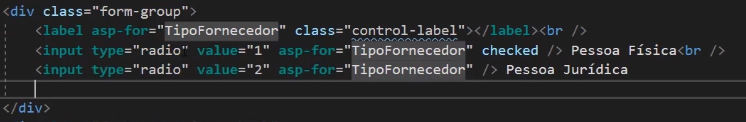 <div class="form-group">
<label asp-for="TipoFornecedor" class="control-label"></label><br />
<input type="radio" value="1" asp-for="TipoFornecedor" checked /> Pessoa Física<br />
<input type="radio" value="2" asp-for="TipoFornecedor" /> Pessoa Jurídica
</div>